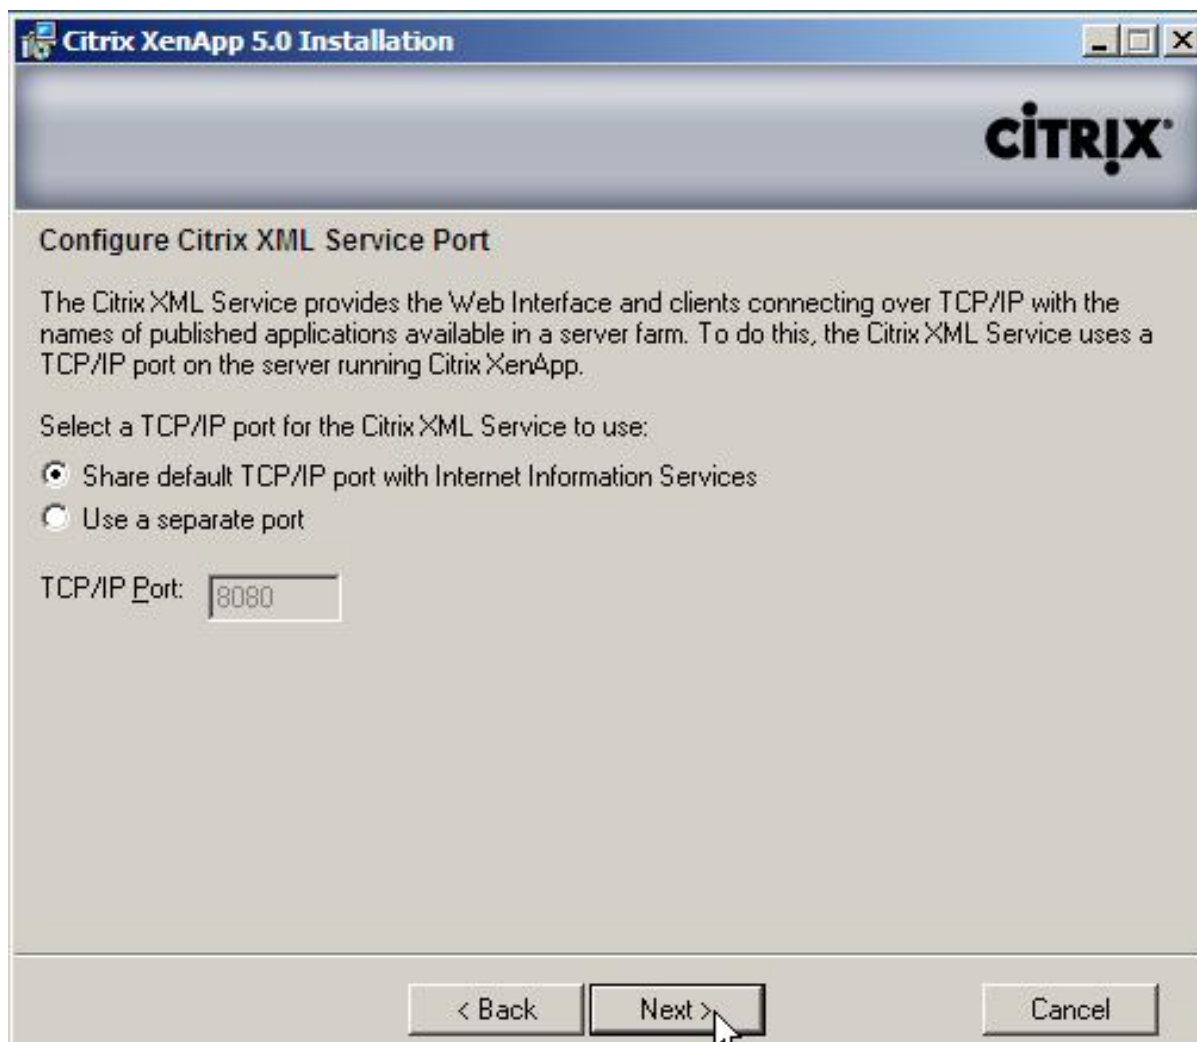 Citrix XenApp 5.0 Installation
CİTRIX
Configure Citrix XML Service Port
The Citrix XML Service provides the Web Interface and clients connecting over TCP/IP with the
names of published applications available in a server farm. To do this, the Citrix XML Service uses a
TCP/IP port on the server running Citrix XenApp.
Select a TCP/IP port for the Citrix XML Service to use:
Share default TCP/IP port with Internet Information Services
Use a separate port
TCP/IP Port: 8080
< Back Next > Cancel